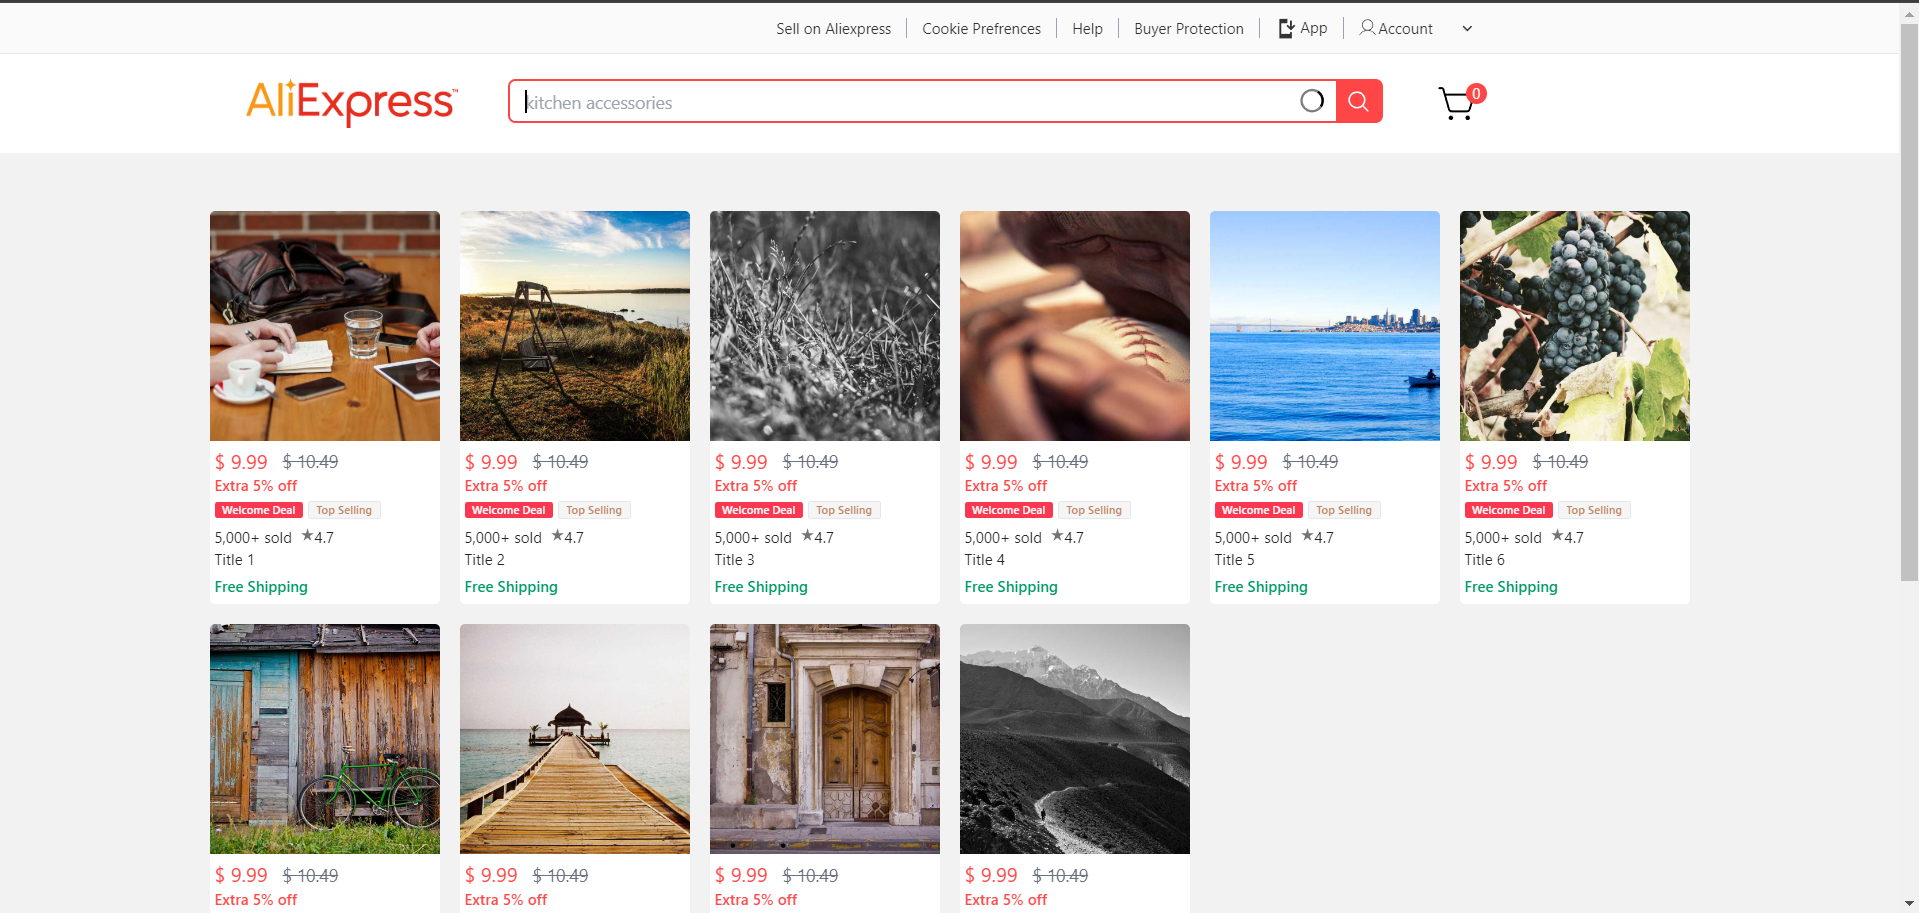 Sell on Aliexpress Cookie Prefrences Help Buyer Protection App Account
AliExpress™ kitchen accessories 0
$ 9.99 $ 10.49 $ 9.99 $ 10.49 $ 9.99 $ 10.49 $ 9.99 $ 10.49 $ 9.99 $ 10.49 $ 9.99 $ 10.49
Extra 5% off Extra 5% off Extra 5% off Extra 5% off Extra 5% off Extra 5% off
Welcome Deal Top Selling Welcome Deal Top Selling Welcome Deal Top Selling Welcome Deal Top Selling Welcome Deal Top Selling Welcome Deal Top Selling
5,000+ sold ★4.7 5,000+ sold ★4.7 5,000+ sold ★4.7 5,000+ sold ★4.7 5,000+ sold ★4.7 5,000+ sold ★4.7
Title 1 Title 2 Title 3 Title 4 Title 5 Title 6
Free Shipping Free Shipping Free Shipping Free Shipping Free Shipping Free Shipping
$ 9.99 $ 10.49 $ 9.99 $ 10.49 $ 9.99 $ 10.49 $ 9.99 $ 10.49
Extra 5% off Extra 5% off Extra 5% off Extra 5% off